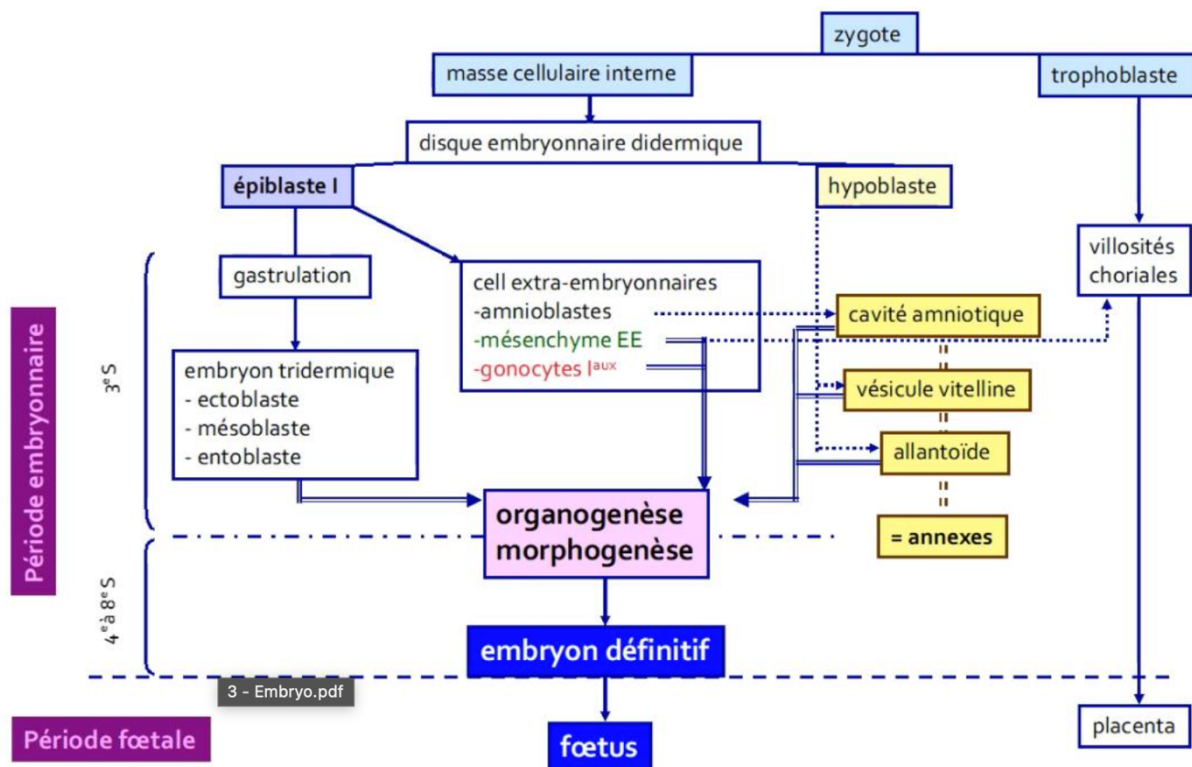 zygote
masse cellulaire interne
trophoblaste
disque embryonnaire didermique
épiblaste I
hypoblaste
villosités
choriales
gastrulation
cell extra-embryonnaires
-amnioblastes
-mésenchyme EE
-gonocytes Iaux
cavité amniotique
Période embryonnaire
3e S
embryon tridermique
- ectoblaste
- mésoblaste
- entoblaste
vésicule vitelline
allantoïde
organogenèse
morphogenèse
= annexes
4e à 8e S
embryon définitif
3 - Embryo.pdf
Période fœtale
fœtus
placenta